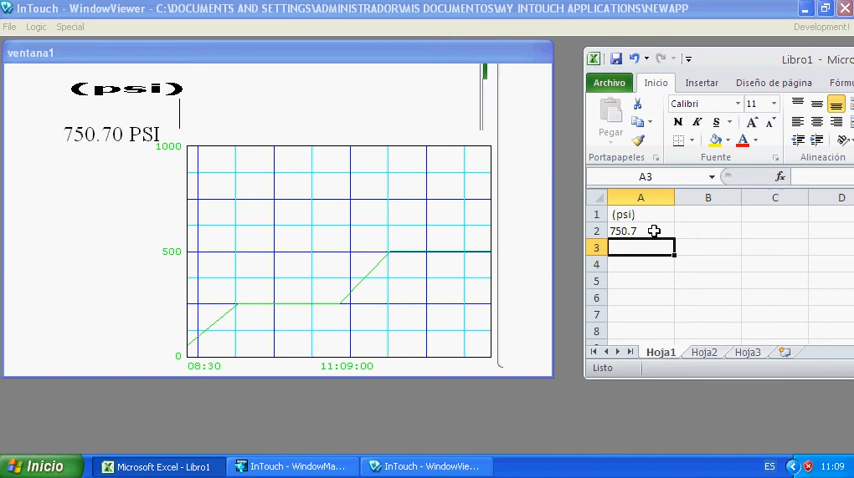 InTouch - WindowViewer - C:\DOCUMENTS AND SETTINGS\ADMINISTRADOR\MIS DOCUMENTOS\MY INTOUCH APPLICATIONS\NEWAPP
File Logic Special Development!
ventana1
(psi)
750.70 PSI
1000
500
0
08:30 11:09:00
Libro1 - Micro
Archivo Inicio Insertar Diseño de página Fórmu
Pegar
Calibri 11
N K S A A
A
Portapapeles Fuente Alineación
A3 fx
A B C D
1 (psi)
2 750.7
3
4
5
6
7
8
Hoja1 Hoja2 Hoja3
Listo
Inicio Microsoft Excel - Libro1 InTouch - WindowMa... InTouch - WindowVie... ES 11:09